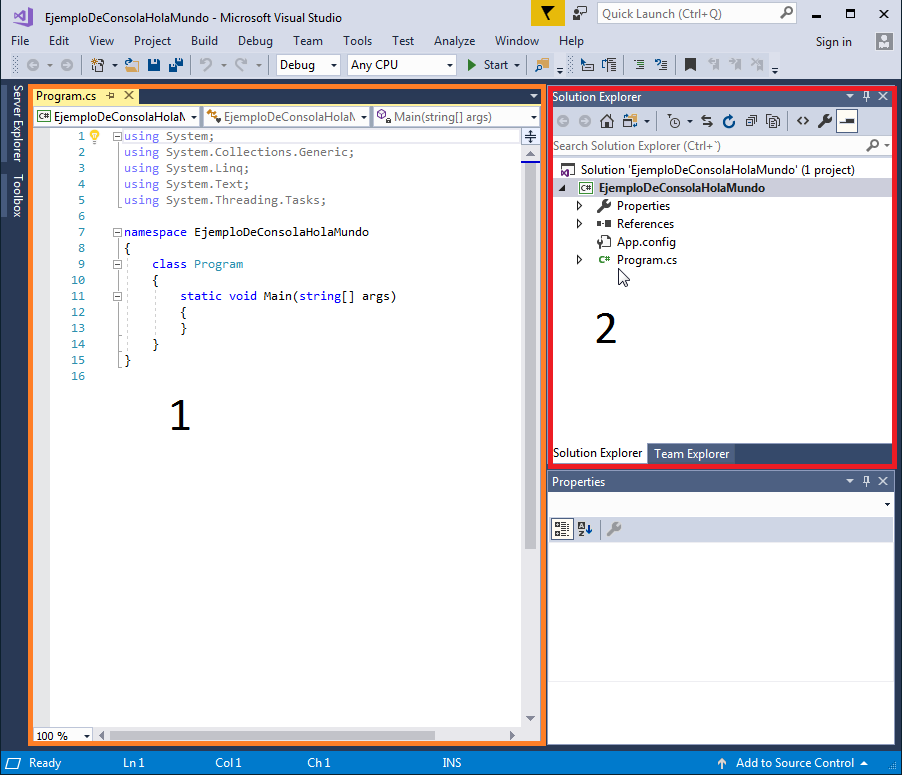 EjemploDeConsolaHolaMundo - Microsoft Visual Studio
Quick Launch (Ctrl+Q)
File Edit View Project Build Debug Team Tools Test Analyze Window Help
Sign in
Debug Any CPU Start
Server Explorer
Toolbox
Program.cs
C# EjemploDeConsolaHolaM EjemploDeConsolaHolaM Main(string[] args)
1 using System;
2 using System.Collections.Generic;
3 using System.Linq;
4 using System.Text;
5 using System.Threading.Tasks;
6
7 namespace EjemploDeConsolaHolaMundo
8 {
9 class Program
10 {
11 static void Main(string[] args)
12 {
13 }
14 }
15 }
16
1
100 %
Solution Explorer
Search Solution Explorer (Ctrl+`)
Solution 'EjemploDeConsolaHolaMundo' (1 project)
C# EjemploDeConsolaHolaMundo
Properties
References
App.config
C# Program.cs
2
Solution Explorer Team Explorer
Properties
Ready Ln 1 Col 1 Ch 1 INS Add to Source Control